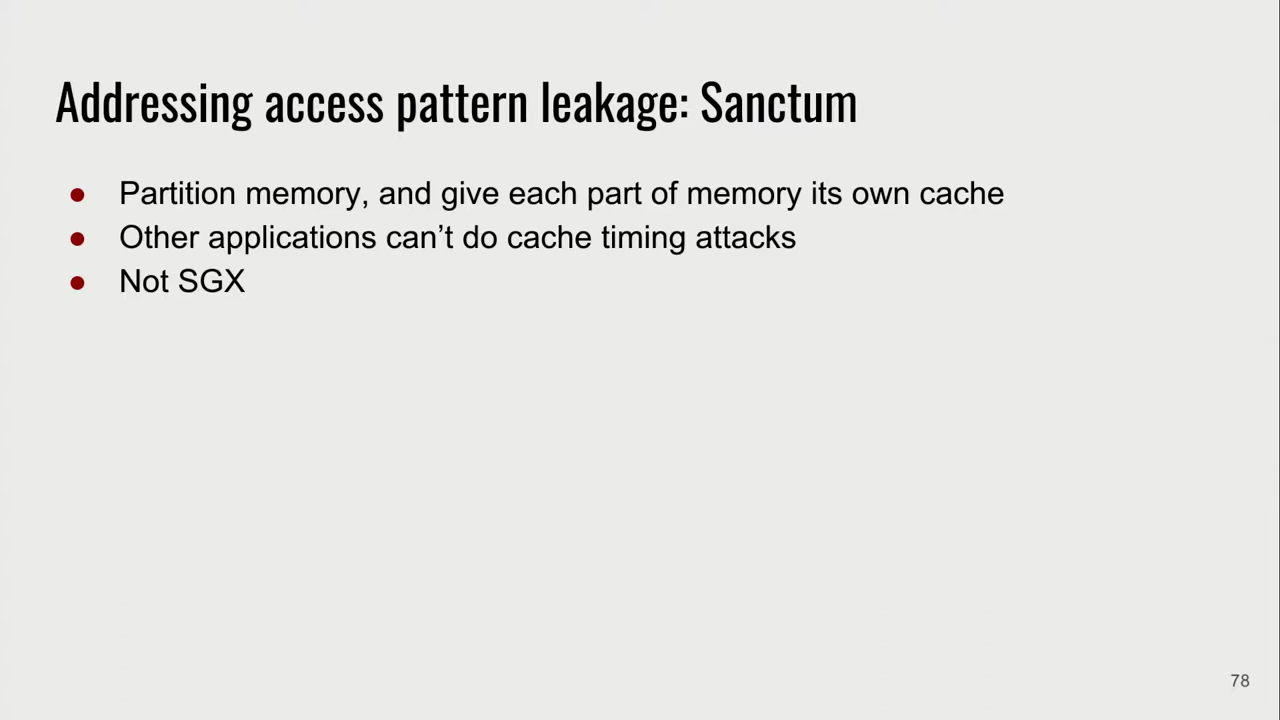 Addressing access pattern leakage: Sanctum
● Partition memory, and give each part of memory its own cache
● Other applications can’t do cache timing attacks
● Not SGX
78